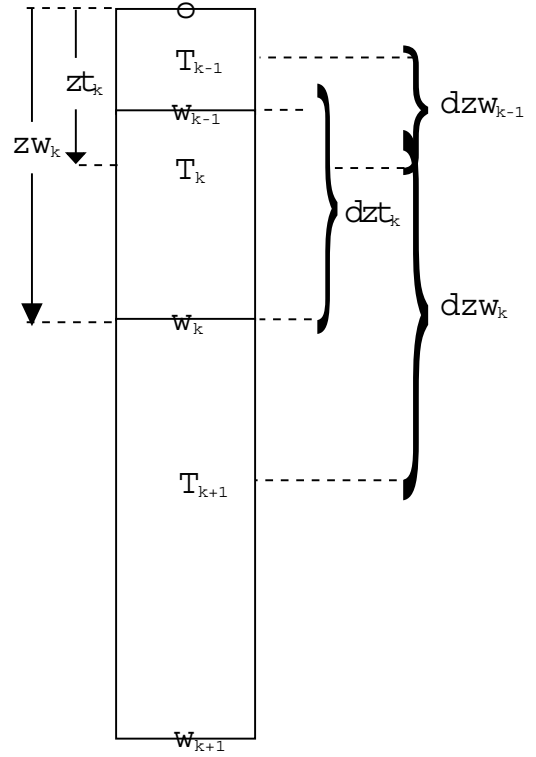 T_{k-1}
zt_k
dzw_{k-1}
w_{k-1}
zw_k
T_k
dzt_k
dzw_k
w_k
T_{k+1}
w_{k+1}